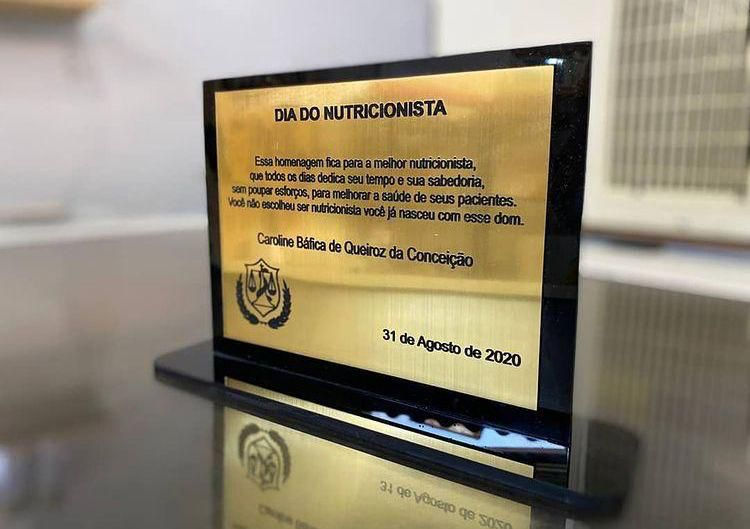 DIA DO NUTRICIONISTA
Essa homenagem fica para a melhor nutricionista,
que todos os dias dedica seu tempo e sua sabedoria,
sem poupar esforços, para melhorar a saúde de seus pacientes.
Você não escolheu ser nutricionista você já nasceu com esse dom.
Caroline Báfica de Queiroz da Conceição
31 de Agosto de 2020